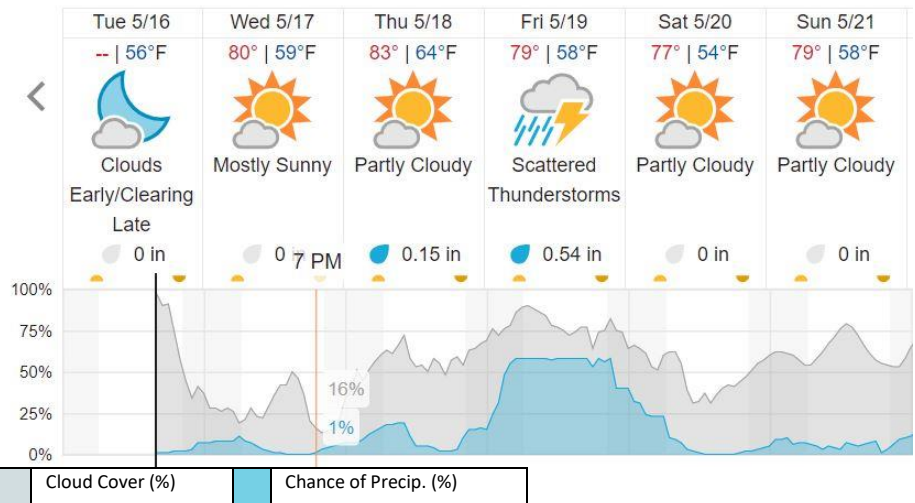 Tue 5/16 Wed 5/17 Thu 5/18 Fri 5/19 Sat 5/20 Sun 5/21
-- | 56°F 80° | 59°F 83° | 64°F 79° | 58°F 77° | 54°F 79° | 58°F
Clouds Mostly Sunny Partly Cloudy Scattered Partly Cloudy Partly Cloudy
Early/Clearing Thunderstorms
Late
0 in 0 0.15 in 0.54 in 0 in 0 in
7 PM
100%
75%
50%
16%
25%
1%
0%
Cloud Cover (%) Chance of Precip. (%)